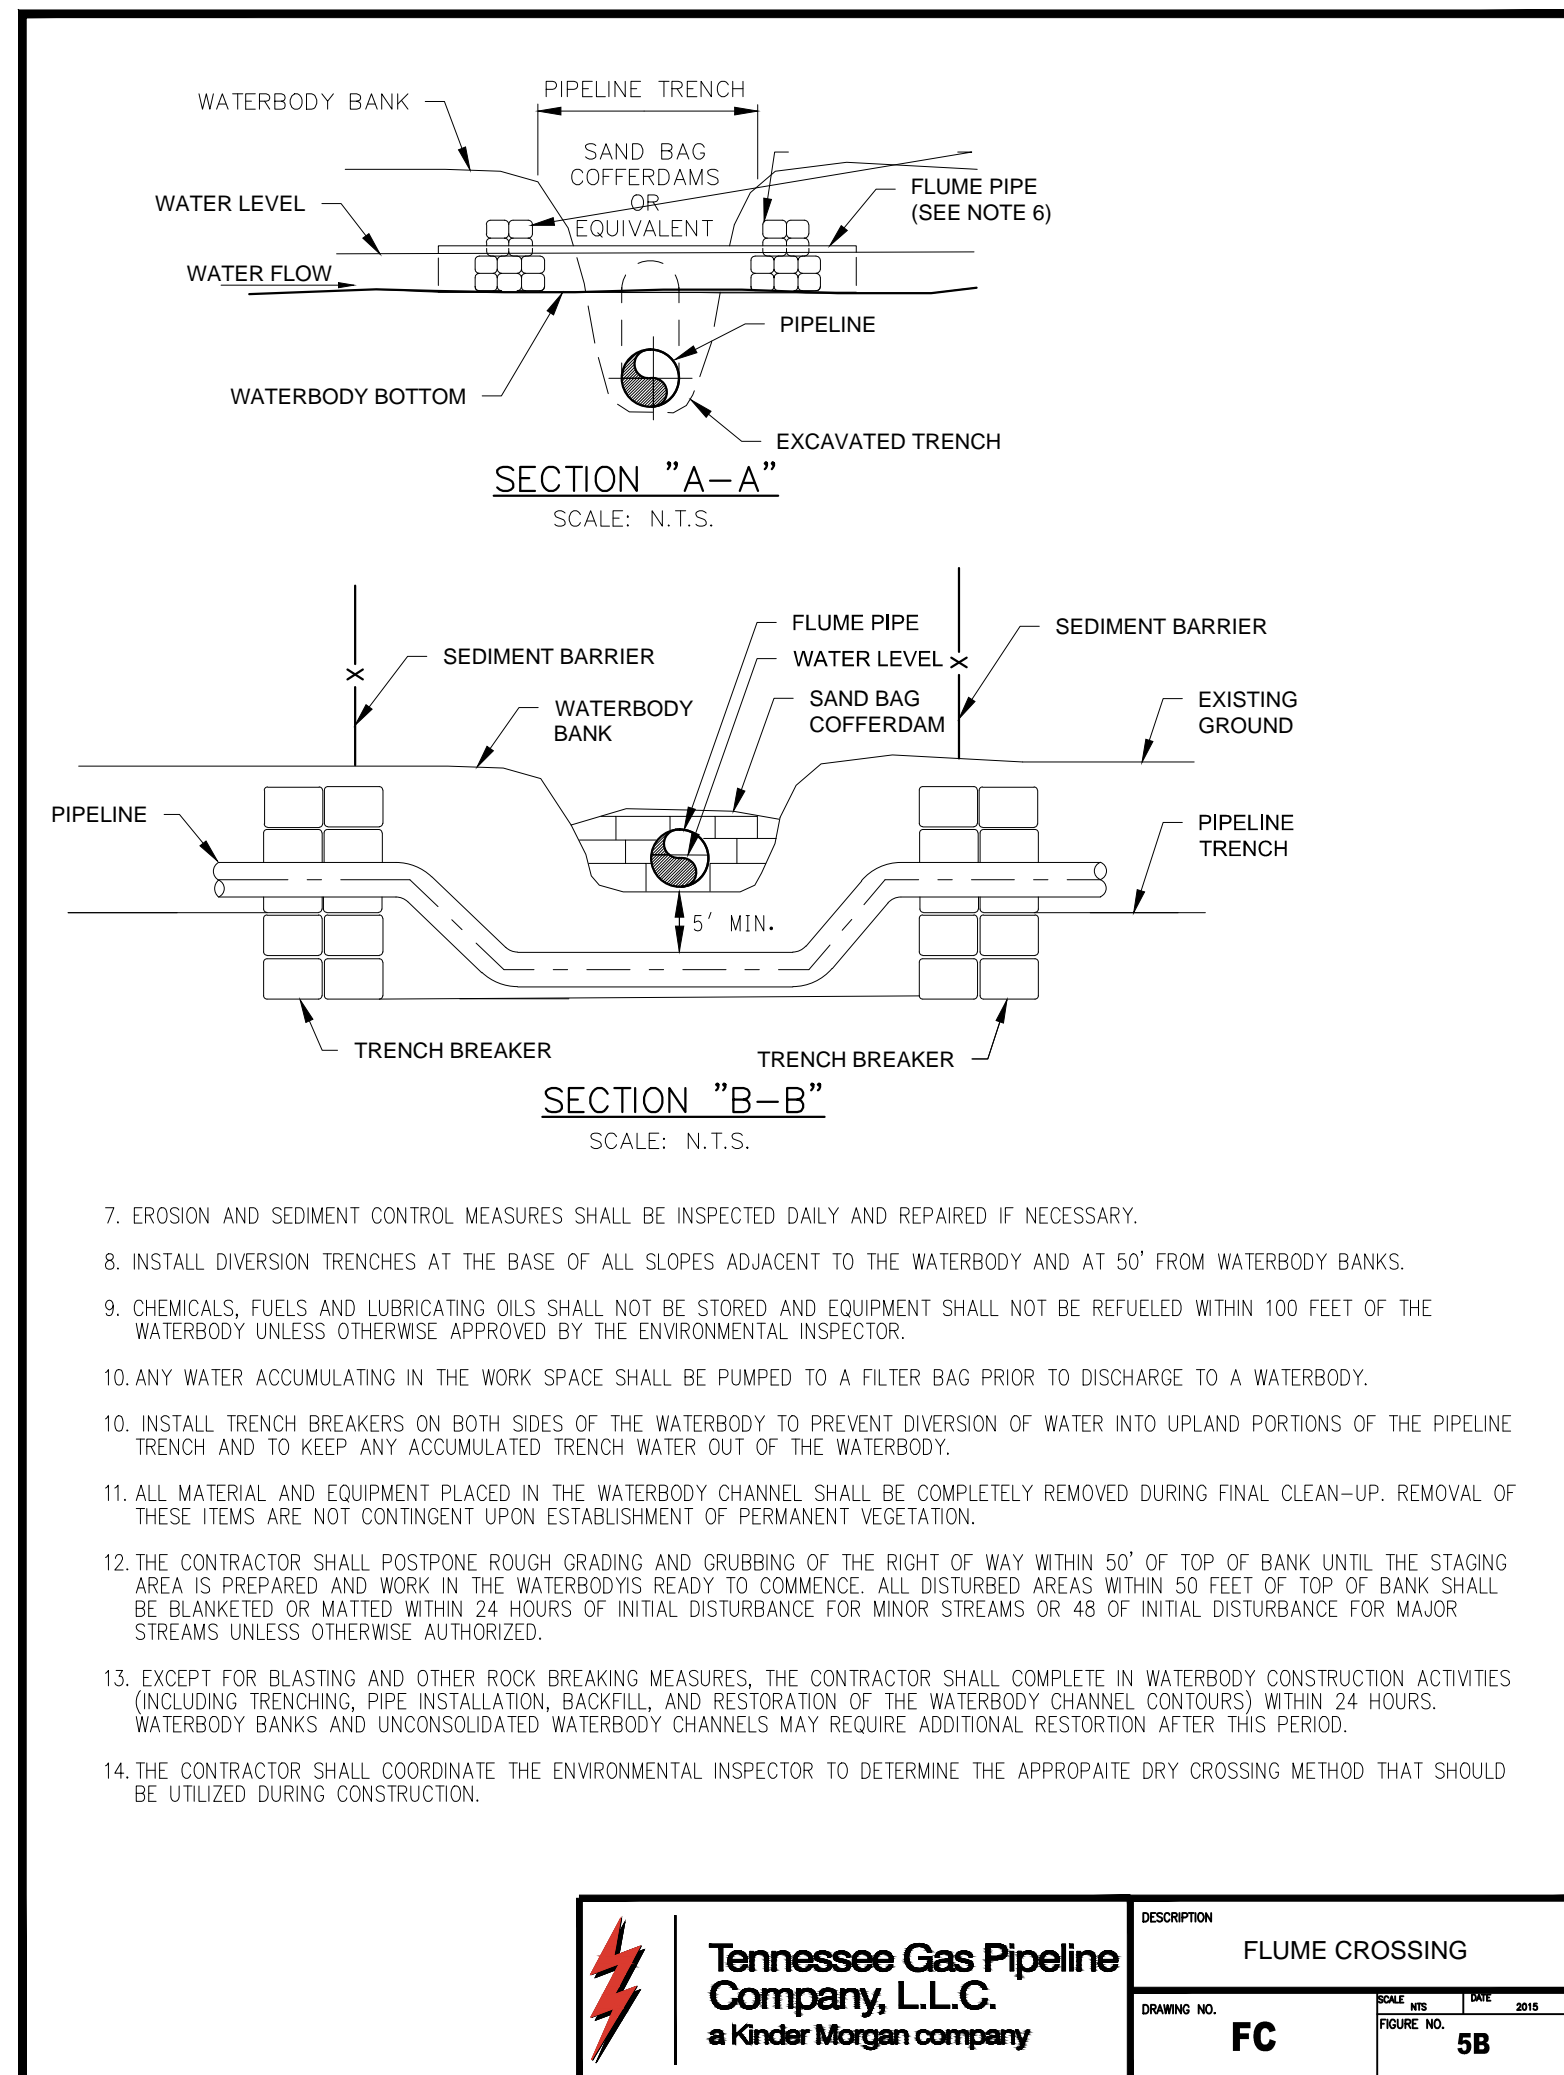 PIPELINE TRENCH
WATERBODY BANK
SAND BAG
COFFERDAMS
OR
EQUIVALENT
FLUME PIPE
(SEE NOTE 6)
WATER LEVEL
WATER FLOW
PIPELINE
WATERBODY BOTTOM
EXCAVATED TRENCH
SECTION "A-A"
SCALE: N.T.S.
FLUME PIPE
SEDIMENT BARRIER
SEDIMENT BARRIER
WATER LEVEL
X
X
WATERBODY
BANK
SAND BAG
COFFERDAM
EXISTING
GROUND
PIPELINE
PIPELINE
TRENCH
5' MIN.
TRENCH BREAKER
TRENCH BREAKER
SECTION "B-B"
SCALE: N.T.S.
7. EROSION AND SEDIMENT CONTROL MEASURES SHALL BE INSPECTED DAILY AND REPAIRED IF NECESSARY.
8. INSTALL DIVERSION TRENCHES AT THE BASE OF ALL SLOPES ADJACENT TO THE WATERBODY AND AT 50' FROM WATERBODY BANKS.
9. CHEMICALS, FUELS AND LUBRICATING OILS SHALL NOT BE STORED AND EQUIPMENT SHALL NOT BE REFUELED WITHIN 100 FEET OF THE
WATERBODY UNLESS OTHERWISE APPROVED BY THE ENVIRONMENTAL INSPECTOR.
10. ANY WATER ACCUMULATING IN THE WORK SPACE SHALL BE PUMPED TO A FILTER BAG PRIOR TO DISCHARGE TO A WATERBODY.
10. INSTALL TRENCH BREAKERS ON BOTH SIDES OF THE WATERBODY TO PREVENT DIVERSION OF WATER INTO UPLAND PORTIONS OF THE PIPELINE
TRENCH AND TO KEEP ANY ACCUMULATED TRENCH WATER OUT OF THE WATERBODY.
11. ALL MATERIAL AND EQUIPMENT PLACED IN THE WATERBODY CHANNEL SHALL BE COMPLETELY REMOVED DURING FINAL CLEAN-UP. REMOVAL OF
THESE ITEMS ARE NOT CONTINGENT UPON ESTABLISHMENT OF PERMANENT VEGETATION.
12. THE CONTRACTOR SHALL POSTPONE ROUGH GRADING AND GRUBBING OF THE RIGHT OF WAY WITHIN 50' OF TOP OF BANK UNTIL THE STAGING
AREA IS PREPARED AND WORK IN THE WATERBODYIS READY TO COMMENCE. ALL DISTURBED AREAS WITHIN 50 FEET OF TOP OF BANK SHALL
BE BLANKETED OR MATTED WITHIN 24 HOURS OF INITIAL DISTURBANCE FOR MINOR STREAMS OR 48 OF INITIAL DISTURBANCE FOR MAJOR
STREAMS UNLESS OTHERWISE AUTHORIZED.
13. EXCEPT FOR BLASTING AND OTHER ROCK BREAKING MEASURES, THE CONTRACTOR SHALL COMPLETE IN WATERBODY CONSTRUCTION ACTIVITIES
(INCLUDING TRENCHING, PIPE INSTALLATION, BACKFILL, AND RESTORATION OF THE WATERBODY CHANNEL CONTOURS) WITHIN 24 HOURS.
WATERBODY BANKS AND UNCONSOLIDATED WATERBODY CHANNELS MAY REQUIRE ADDITIONAL RESTORTION AFTER THIS PERIOD.
14. THE CONTRACTOR SHALL COORDINATE THE ENVIRONMENTAL INSPECTOR TO DETERMINE THE APPROPAITE DRY CROSSING METHOD THAT SHOULD
BE UTILIZED DURING CONSTRUCTION.
Tennessee Gas Pipeline
Company, L.L.C.
a Kinder Morgan company
DESCRIPTION
FLUME CROSSING
DRAWING NO.
FC
SCALE NTS
DATE 2015
FIGURE NO.
5B